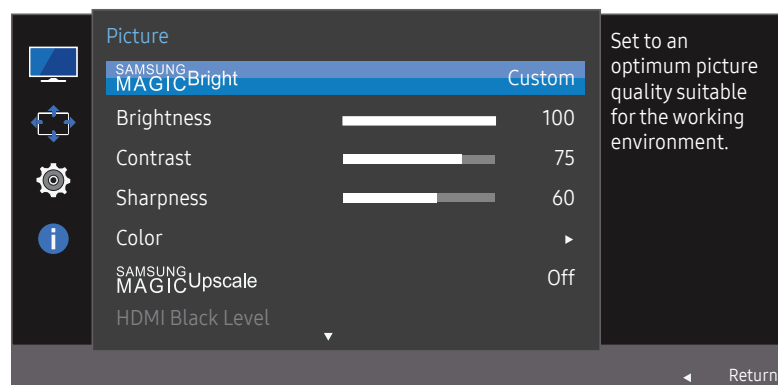 Picture
SAMSUNG MAGICBright Custom
Brightness 100
Contrast 75
Sharpness 60
Color ▸
SAMSUNG MAGICUpscale Off
HDMI Black Level
Set to an
optimum picture
quality suitable
for the working
environment.
Return